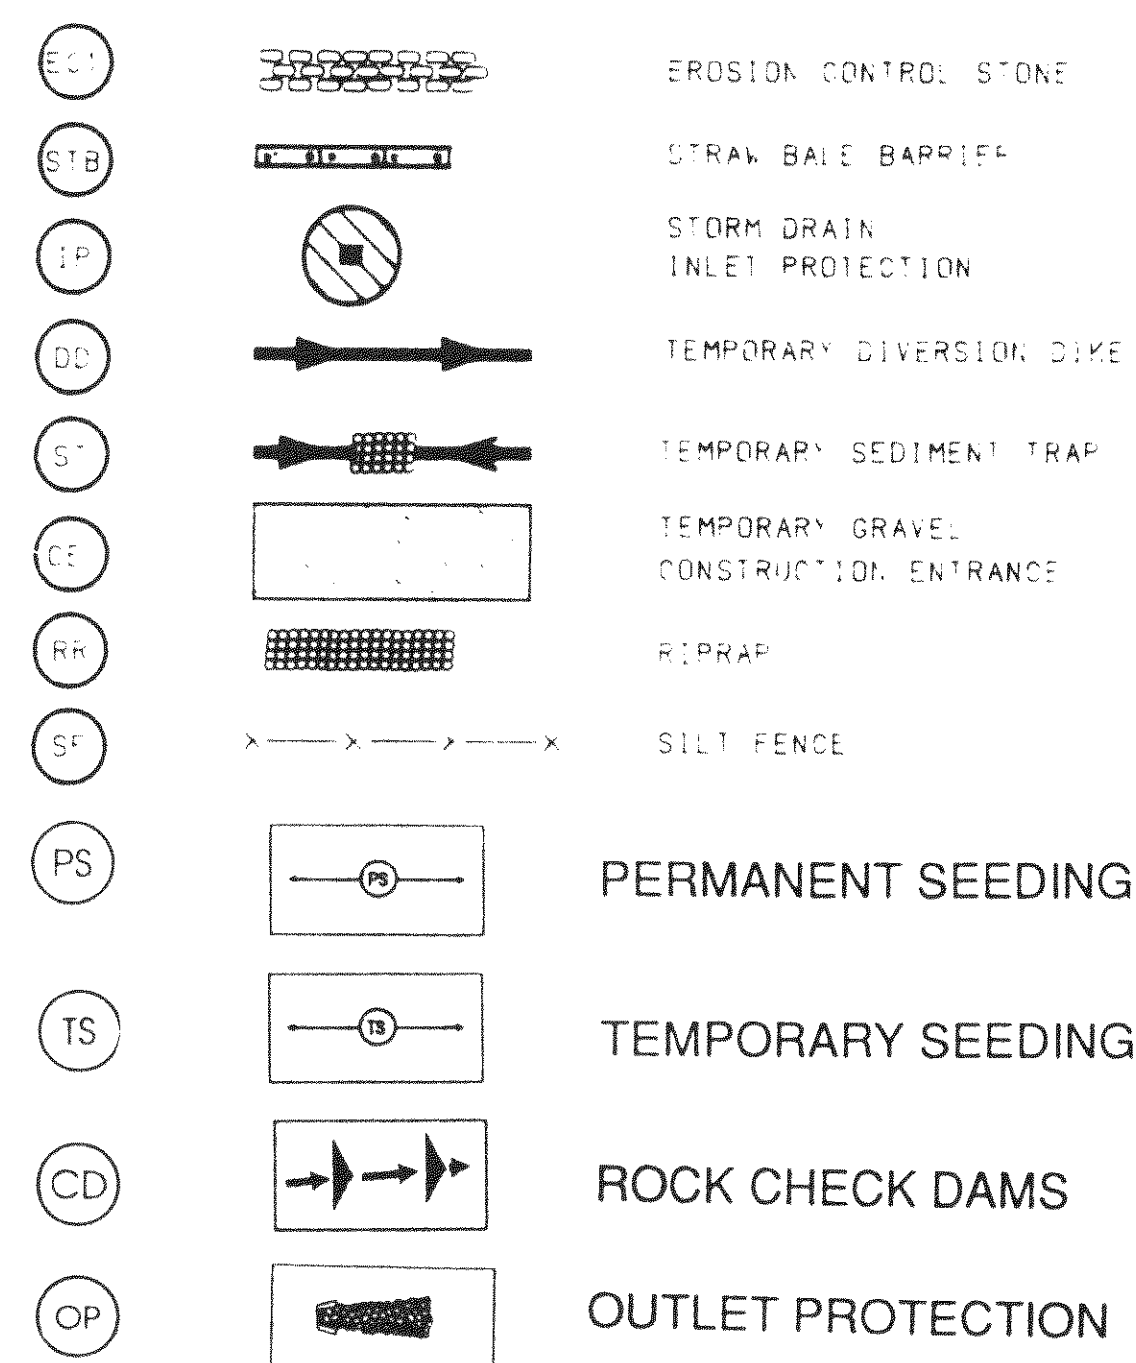 EROSION CONTROL STONE
STB
STRAW BALE BARRIER
IP
STORM DRAIN
INLET PROTECTION
DD
TEMPORARY DIVERSION DIKE
ST
TEMPORARY SEDIMENT TRAP
CE
TEMPORARY GRAVEL
CONSTRUCTION ENTRANCE
RR
RIPRAP
SF
SILT FENCE
PS
PS
PERMANENT SEEDING
TS
TS
TEMPORARY SEEDING
CD
ROCK CHECK DAMS
OP
OUTLET PROTECTION